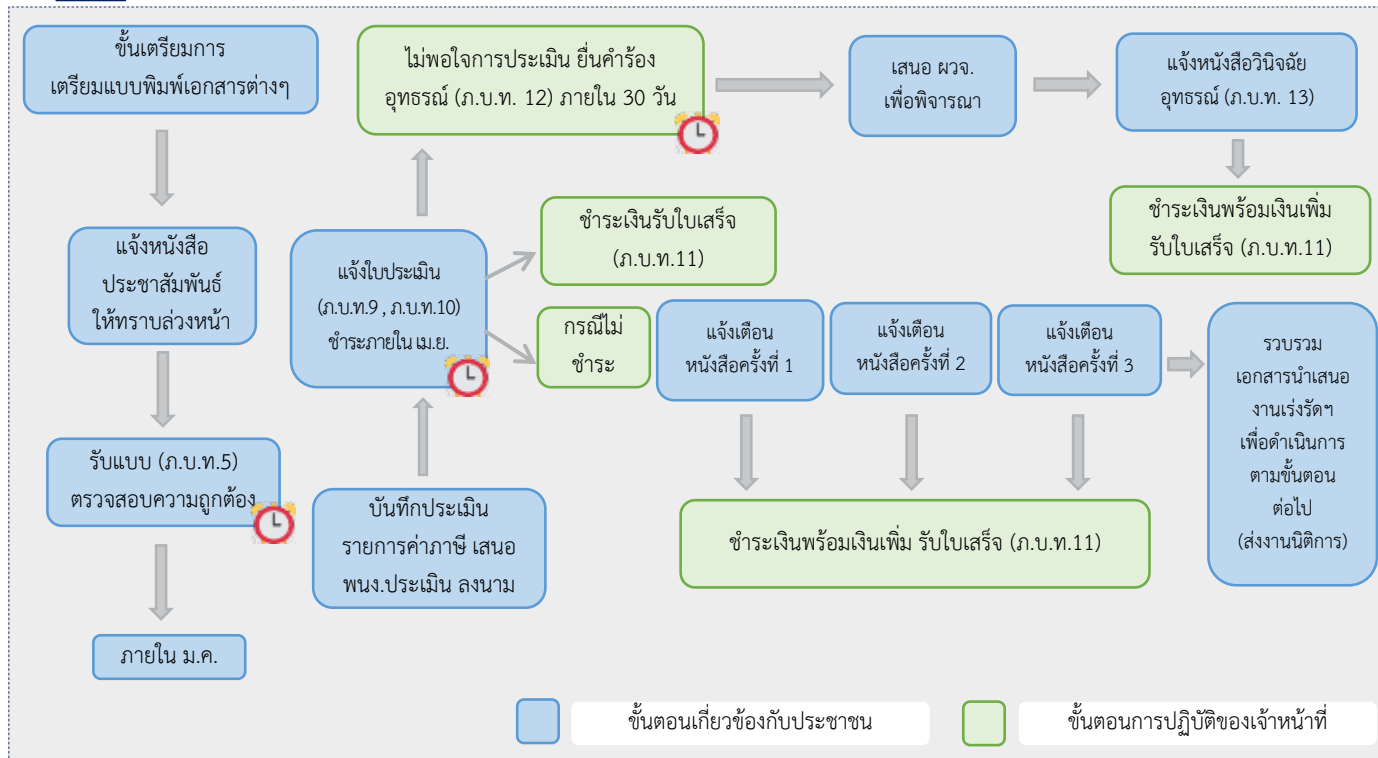 ขั้นเตรียมการ
เตรียมแบบพิมพ์เอกสารต่างๆ
แจ้งหนังสือ
ประชาสัมพันธ์
ให้ทราบล่วงหน้า
รับแบบ (ภ.บ.ท.5)
ตรวจสอบความถูกต้อง
ภายใน ม.ค.
บันทึกประเมิน
รายการค่าภาษี เสนอ
พนง.ประเมิน ลงนาม
แจ้งใบประเมิน
(ภ.บ.ท.9 , ภ.บ.ท.10)
ชำระภายใน เม.ย.
ไม่พอใจการประเมิน ยื่นคำร้อง
อุทธรณ์ (ภ.บ.ท. 12) ภายใน 30 วัน
เสนอ ผวจ.
เพื่อพิจารณา
แจ้งหนังสือวินิจฉัย
อุทธรณ์ (ภ.บ.ท. 13)
ชำระเงินพร้อมเงินเพิ่ม
รับใบเสร็จ (ภ.บ.ท.11)
ชำระเงินรับใบเสร็จ
(ภ.บ.ท.11)
กรณีไม่
ชำระ
แจ้งเตือน
หนังสือครั้งที่ 1
แจ้งเตือน
หนังสือครั้งที่ 2
แจ้งเตือน
หนังสือครั้งที่ 3
รวบรวม
เอกสารนำเสนอ
งานเร่งรัดฯ
เพื่อดำเนินการ
ตามขั้นตอน
ต่อไป
(ส่งงานนิติการ)
ชำระเงินพร้อมเงินเพิ่ม รับใบเสร็จ (ภ.บ.ท.11)
ขั้นตอนเกี่ยวข้องกับประชาชน
ขั้นตอนการปฏิบัติของเจ้าหน้าที่